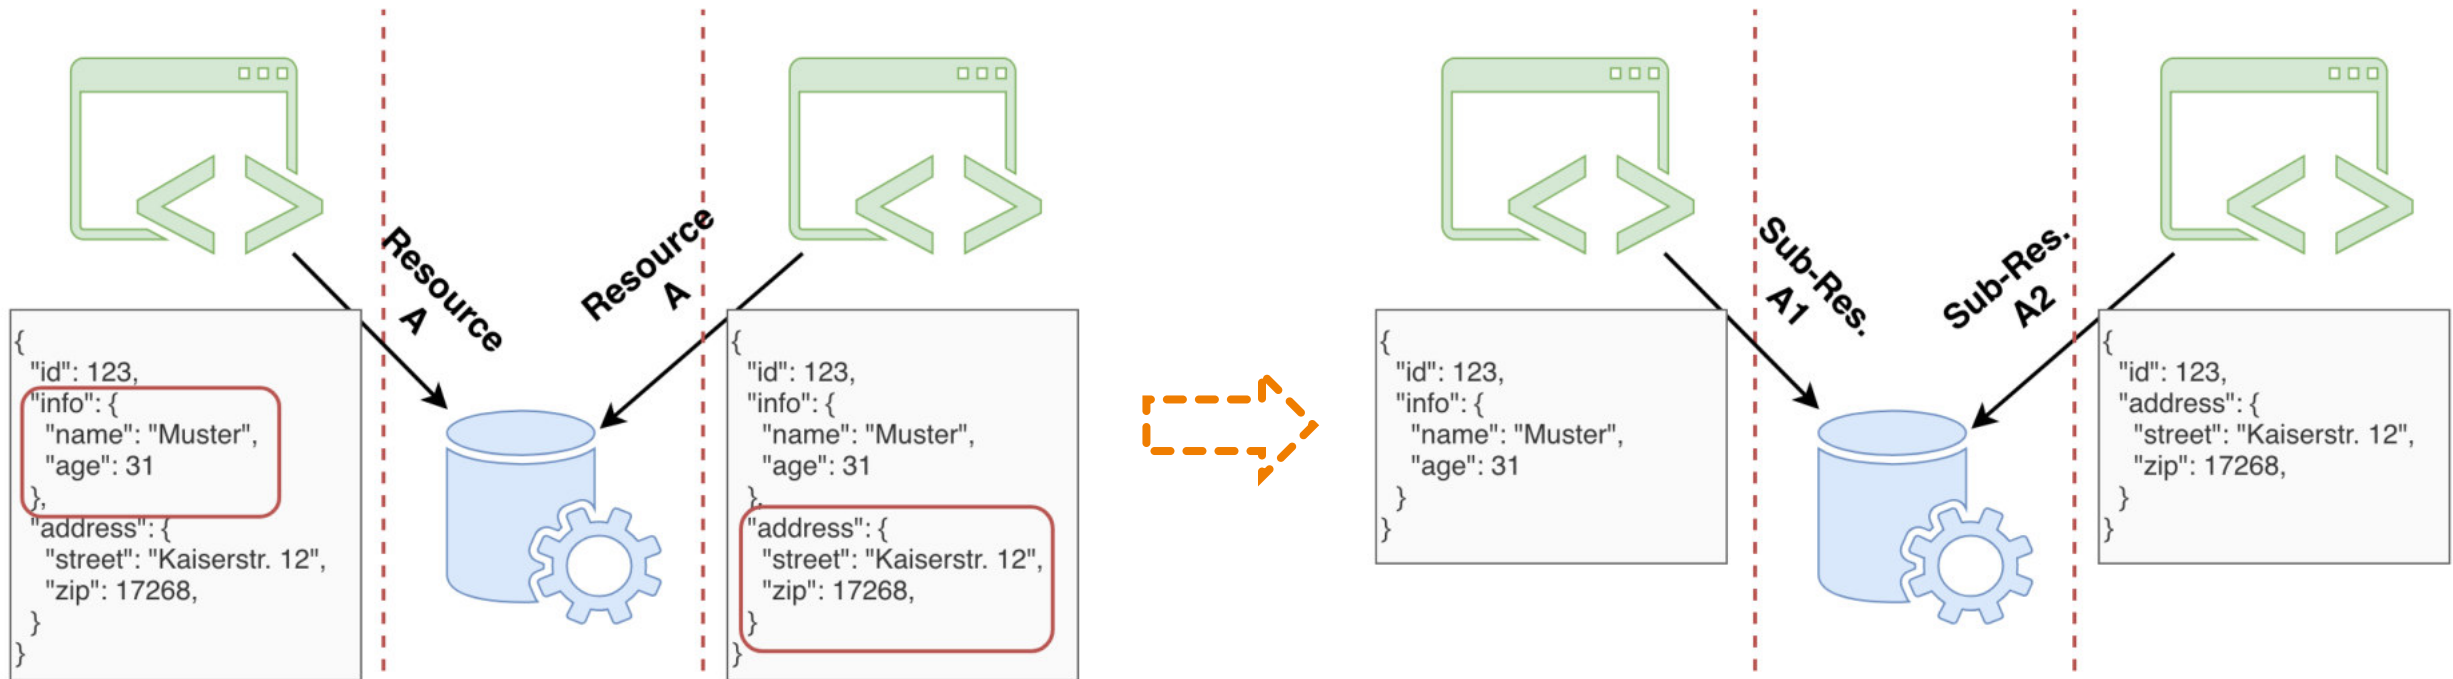 Resource
A
Resource
A
{
"id": 123,
"info": {
"name": "Muster",
"age": 31
},
"address": {
"street": "Kaiserstr. 12",
"zip": 17268,
}
}
{
"id": 123,
"info": {
"name": "Muster",
"age": 31
},
"address": {
"street": "Kaiserstr. 12",
"zip": 17268,
}
}
Sub-Res.
A1
Sub-Res.
A2
{
"id": 123,
"info": {
"name": "Muster",
"age": 31
}
}
{
"id": 123,
"address": {
"street": "Kaiserstr. 12",
"zip": 17268,
}
}